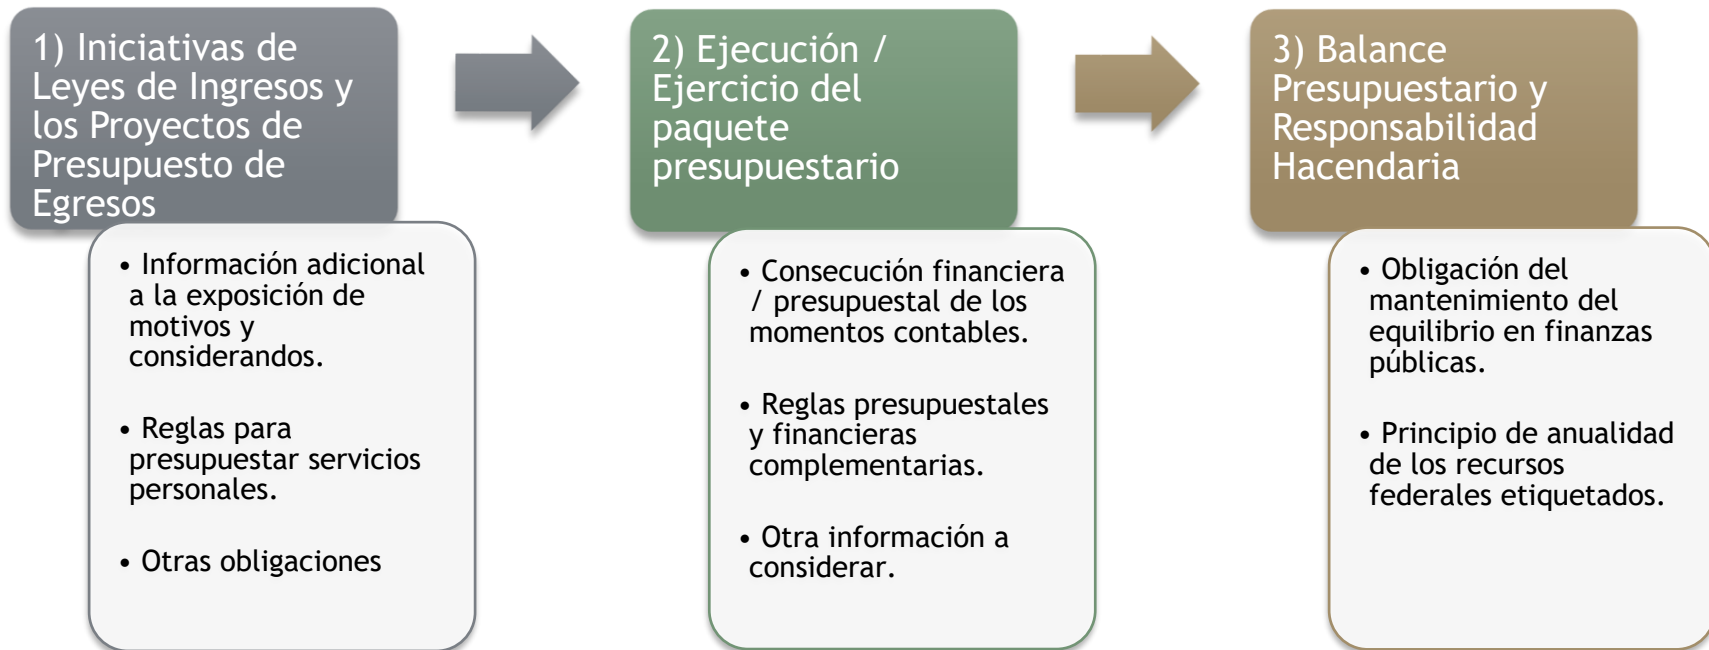 1) Iniciativas de
Leyes de Ingresos y
los Proyectos de
Presupuesto de
Egresos
• Información adicional
a la exposición de
motivos y
considerandos.
• Reglas para
presupuestar servicios
personales.
• Otras obligaciones
2) Ejecución /
Ejercicio del
paquete
presupuestario
• Consecución financiera
/ presupuestal de los
momentos contables.
• Reglas presupuestales
y financieras
complementarias.
• Otra información a
considerar.
3) Balance
Presupuestario y
Responsabilidad
Hacendaria
• Obligación del
mantenimiento del
equilibrio en finanzas
públicas.
• Principio de anualidad
de los recursos
federales etiquetados.